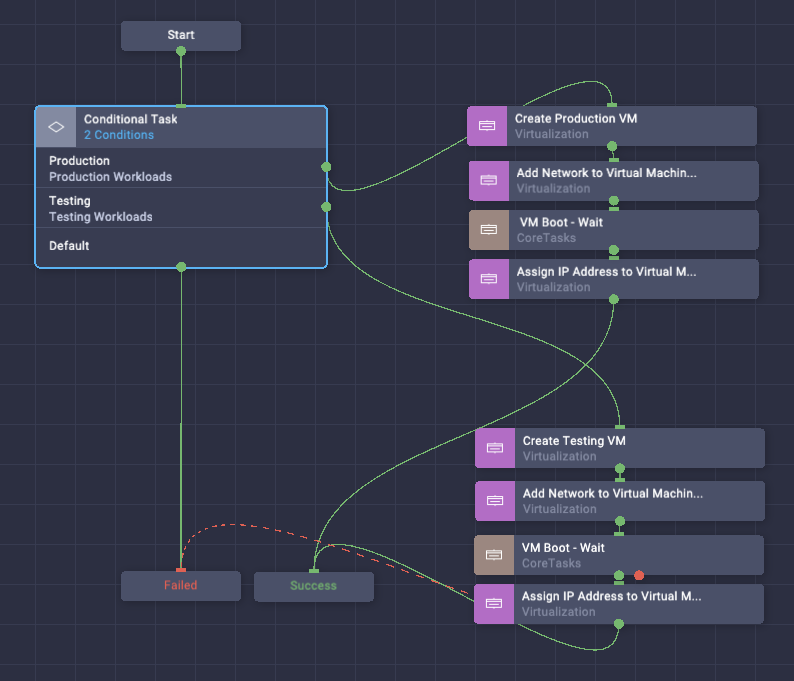 Start
Conditional Task
2 Conditions
Production
Production Workloads
Testing
Testing Workloads
Default
Create Production VM
Virtualization
Add Network to Virtual Machin...
Virtualization
VM Boot - Wait
CoreTasks
Assign IP Address to Virtual M...
Virtualization
Create Testing VM
Virtualization
Add Network to Virtual Machin...
Virtualization
VM Boot - Wait
CoreTasks
Assign IP Address to Virtual M...
Virtualization
Failed
Success